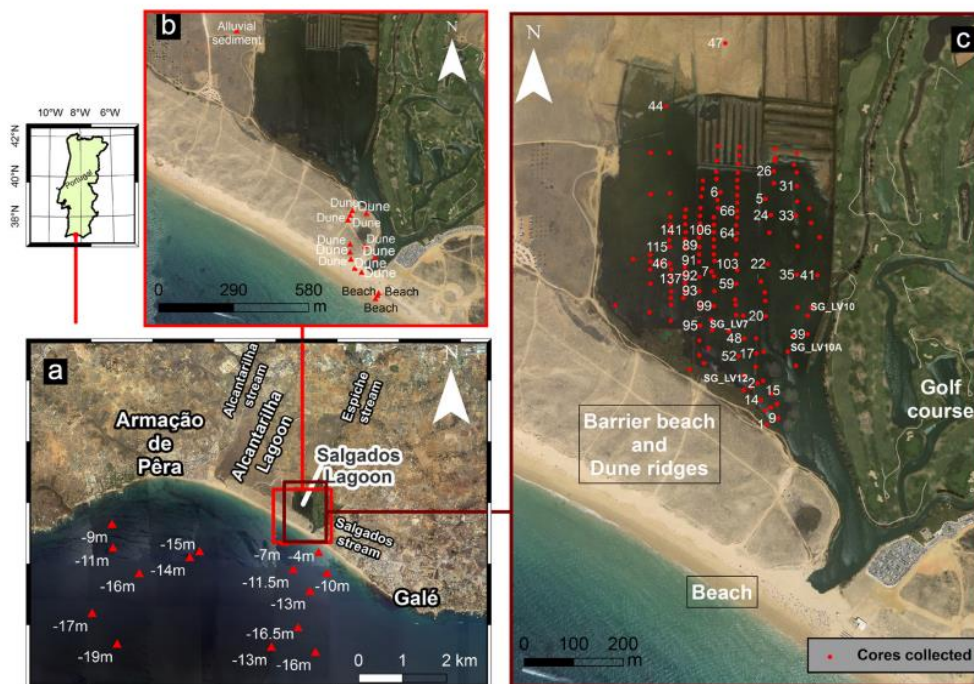 b
Alluvial
sediment
N
Dune
Dune
Dune
Dune
Dune
Dune
Dune
Dune
Dune
Beach
Beach
Beach
0
290
580
m
10°W
8°W
6°W
42°N
40°N
38°N
Portugal
a
N
Armação
de
Pêra
Alcantarilha
stream
Alcantarilha
Lagoon
Espiche
stream
Salgados
Lagoon
Salgados
stream
Galé
-9m
-11m
-15m
-14m
-16m
-17m
-19m
-7m
-4m
-11.5m
-10m
-13m
-16.5m
-13m
-16m
0
1
2 km
c
N
47
44
26
6
31
5
66
24
33
141
106
64
115
89
46
91
103
22
137
92
7
35
41
93
59
99
20
SG_LV10
95
SG_LV7
48
39
52
17
SG_LV10A
SG_LV12
2
15
14
9
1
Golf
course
Barrier beach
and
Dune ridges
Beach
0
100
200
m
Cores collected